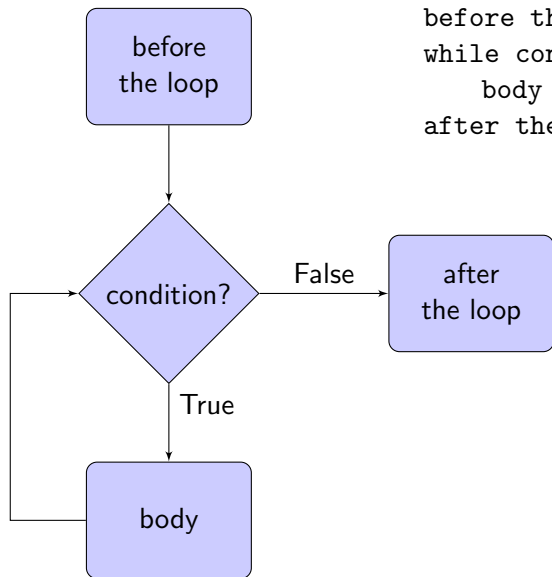 before
the loop
before
while
body
after
condition?
False
after
the loop
True
body